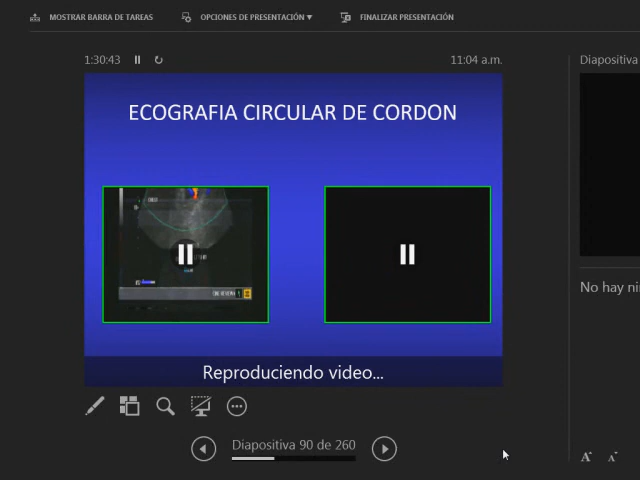 MOSTRAR BARRA DE TAREAS
OPCIONES DE PRESENTACIÓN ▼
FINALIZAR PRESENTACIÓN
1:30:43
11:04 a.m.
Diapositiva
ECOGRAFIA CIRCULAR DE CORDON
No hay nin
Reproduciendo video...
Diapositiva 90 de 260
A A